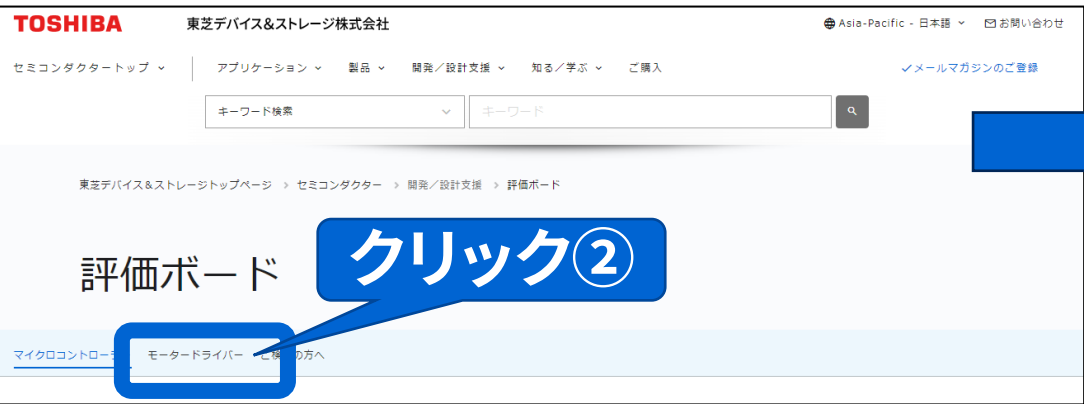 TOSHIBA 東芝デバイス&ストレージ株式会社 Asia-Pacific - 日本語 お問い合わせ
セミコンダクタートップ アプリケーション 製品 開発／設計支援 知る／学ぶ ご購入 メールマガジンのご登録
キーワード検索 キーワード
東芝デバイス&ストレージトップページ > セミコンダクター > 開発／設計支援 > 評価ボード
クリック②
評価ボード
マイクロコントロー モータードライバー の方へ